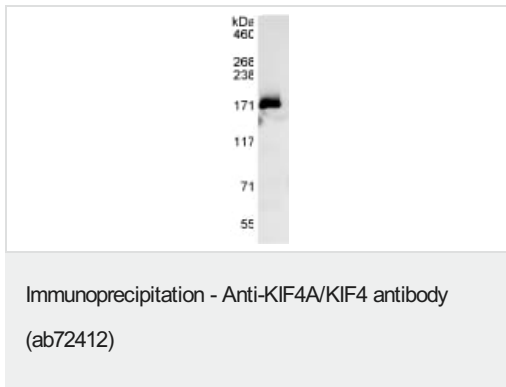 kDa
460
268
238
171
117
71
55
Immunoprecipitation - Anti-KIF4A/KIF4 antibody
(ab72412)